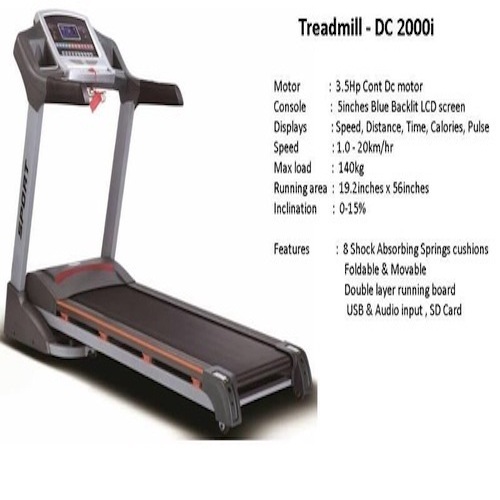 Treadmill - DC 2000i
Motor : 3.5Hp Cont Dc motor
Console : 5inches Blue Backlit LCD screen
Displays : Speed, Distance, Time, Calories, Pulse
Speed : 1.0 - 20km/hr
Max load : 140kg
Running area : 19.2inches x 56inches
Inclination : 0-15%
Features : 8 Shock Absorbing Springs cushions
Foldable & Movable
Double layer running board
USB & Audio input , SD Card
SPORT